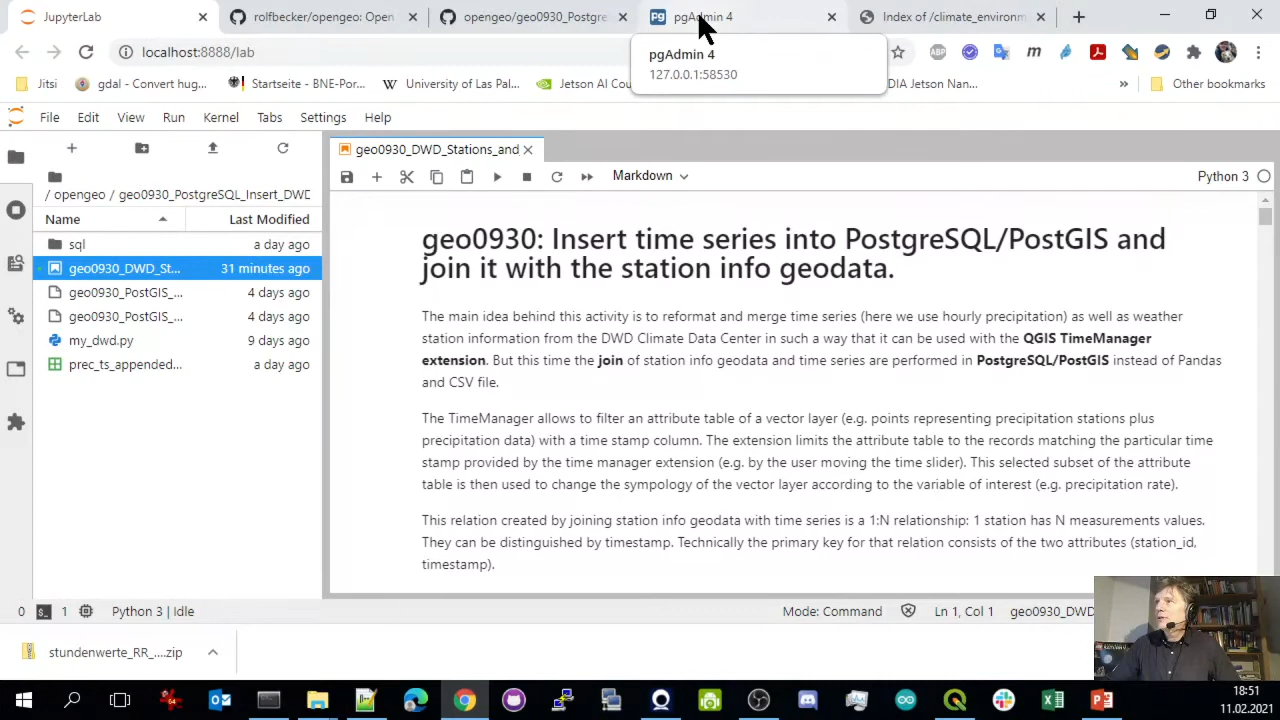 JupyterLab
rolfbecker/opengeo: Open
opengeo/geo0930_Postgre
pgAdmin 4
Index of /climate_environm
localhost:8888/lab
pgAdmin 4
127.0.0.1:58530
ABP
Jitsi
gdal - Convert hug...
Startseite - BNE-Por...
University of Las Pal...
Jetson AI Cou
DIA Jetson Nan...
Other bookmarks
File Edit View Run Kernel Tabs Settings Help
geo0930_DWD_Stations_and
Markdown
Python 3
/ opengeo / geo0930_PostgreSQL_Insert_DWD
Name Last Modified
sql a day ago
geo0930_DWD_St... 31 minutes ago
geo0930_PostGIS_... 4 days ago
geo0930_PostGIS_... 4 days ago
my_dwd.py 9 days ago
prec_ts_appended... a day ago
geo0930: Insert time series into PostgreSQL/PostGIS and
join it with the station info geodata.
The main idea behind this activity is to reformat and merge time series (here we use hourly precipitation) as well as weather
station information from the DWD Climate Data Center in such a way that it can be used with the QGIS TimeManager
extension. But this time the join of station info geodata and time series are performed in PostgreSQL/PostGIS instead of Pandas
and CSV file.
The TimeManager allows to filter an attribute table of a vector layer (e.g. points representing precipitation stations plus
precipitation data) with a time stamp column. The extension limits the attribute table to the records matching the particular time
stamp provided by the time manager extension (e.g. by the user moving the time slider). This selected subset of the attribute
table is then used to change the sympology of the vector layer according to the variable of interest (e.g. precipitation rate).
This relation created by joining station info geodata with time series is a 1:N relationship: 1 station has N measurements values.
They can be distinguished by timestamp. Technically the primary key for that relation consists of the two attributes (station_id,
timestamp).
0 1 Python 3 | Idle
Mode: Command
Ln 1, Col 1
geo0930_DWD
stundenwerte_RR_....zip
18:51
11.02.2021